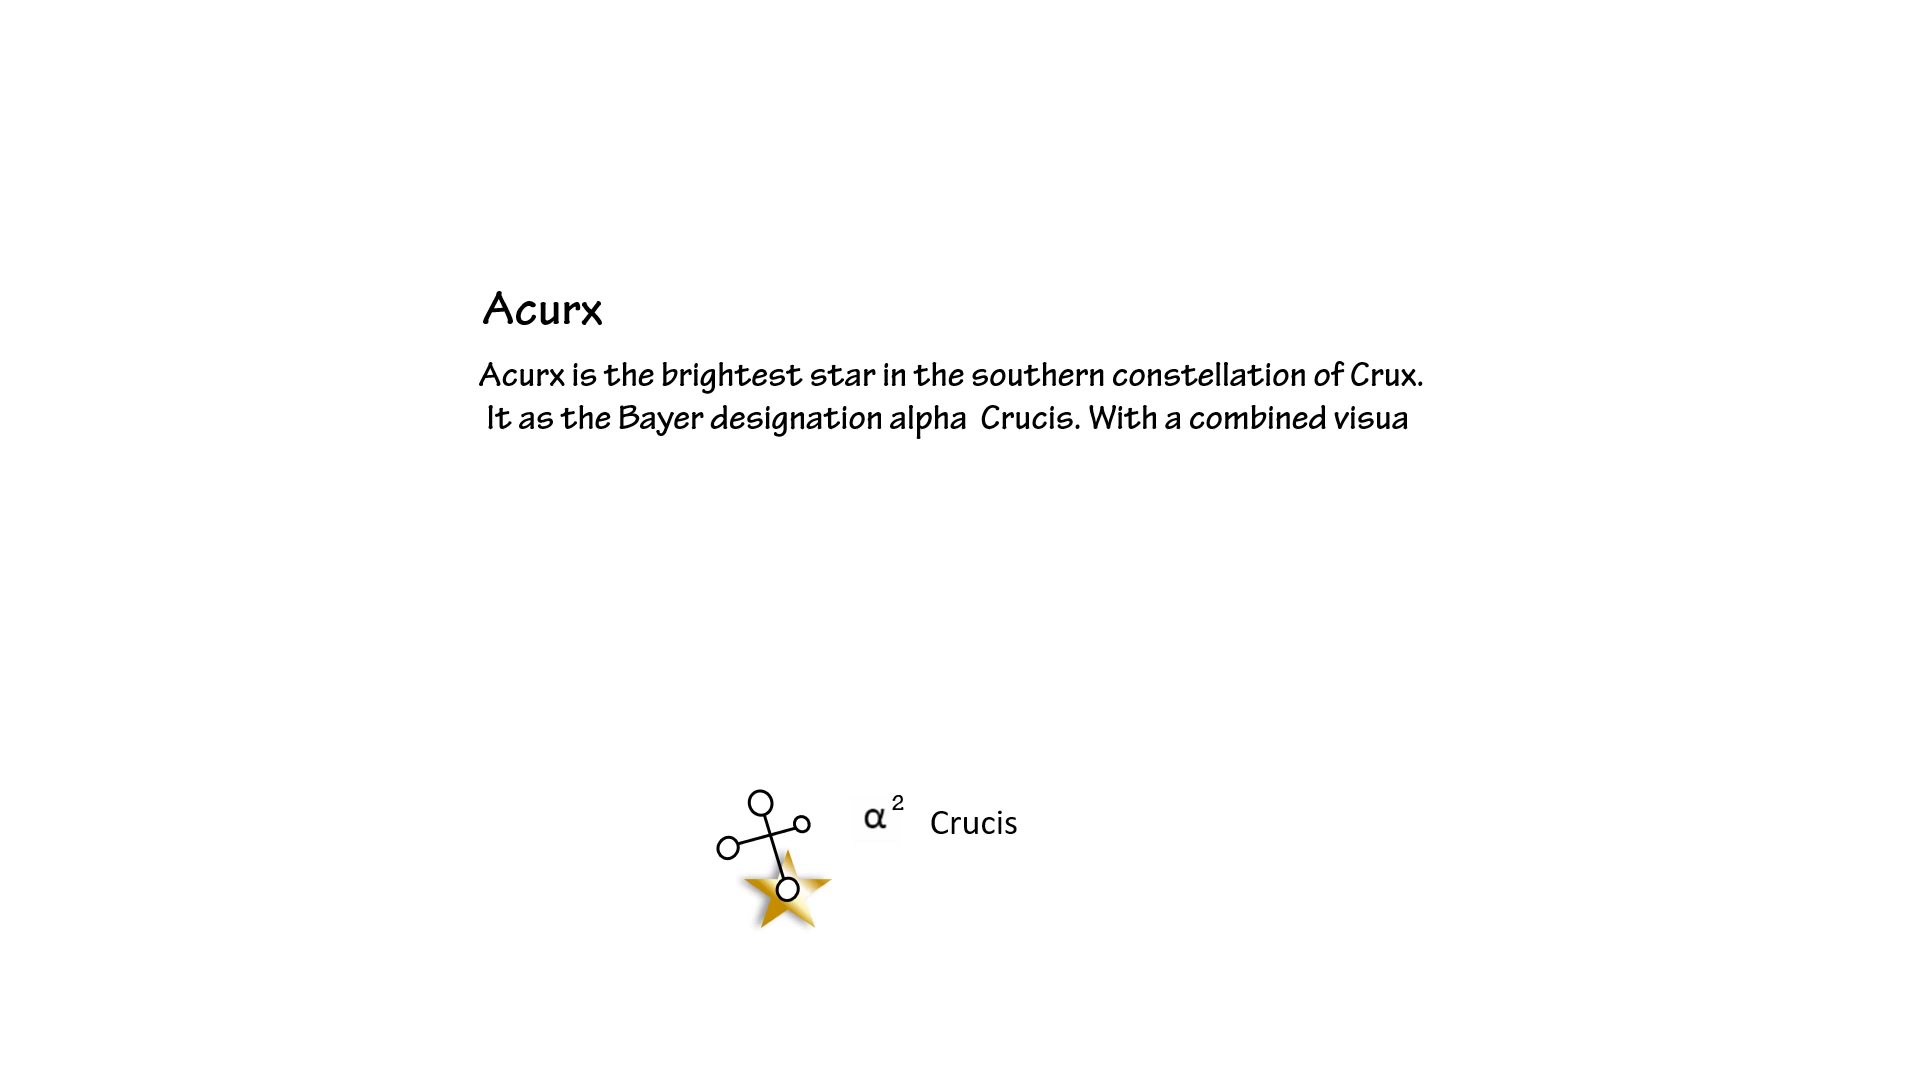 Acurx
Acurx is the brightest star in the southern constellation of Crux.
It as the Bayer designation alpha Crucis. With a combined visua
α² Crucis